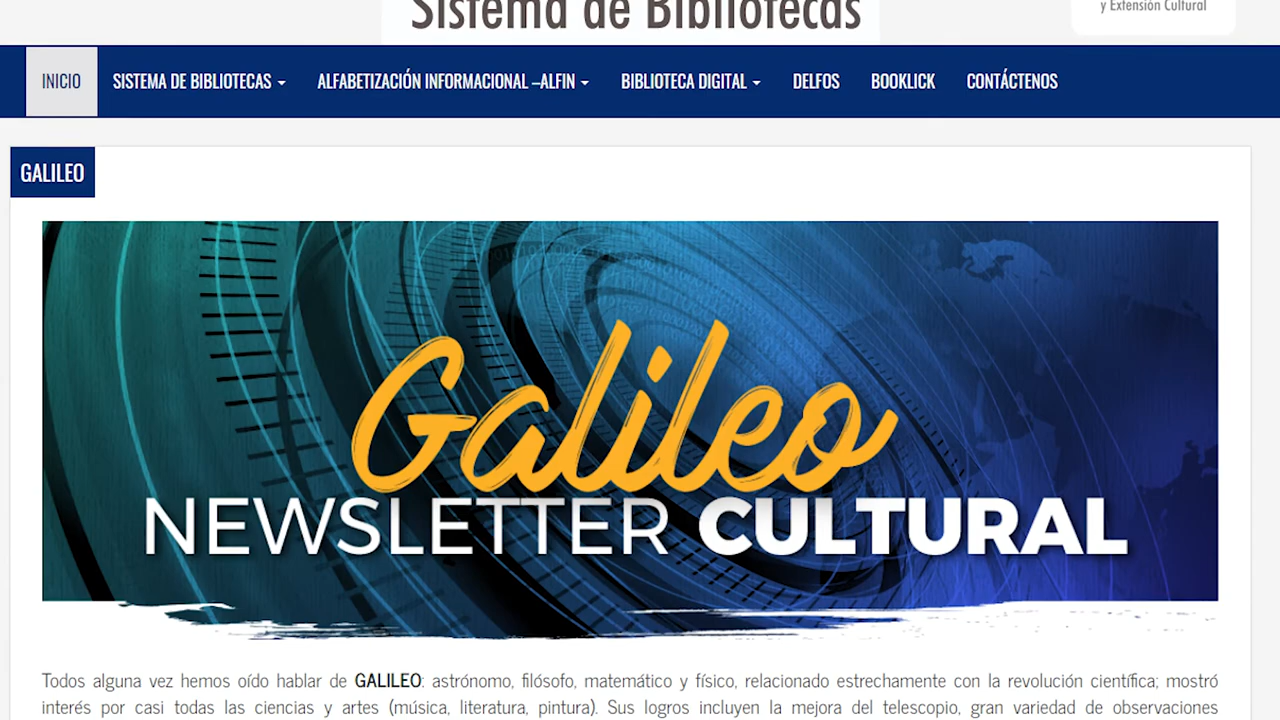 Sistema de Bibliotecas
y Extensión Cultural
INICIO SISTEMA DE BIBLIOTECAS ALFABETIZACIÓN INFORMACIONAL –ALFIN BIBLIOTECA DIGITAL DELFOS BOOKLICK CONTÁCTENOS
GALILEO
Galileo
NEWSLETTER CULTURAL
Todos alguna vez hemos oído hablar de GALILEO: astrónomo, filósofo, matemático y físico, relacionado estrechamente con la revolución científica; mostró
interés por casi todas las ciencias y artes (música, literatura, pintura). Sus logros incluyen la mejora del telescopio, gran variedad de observaciones